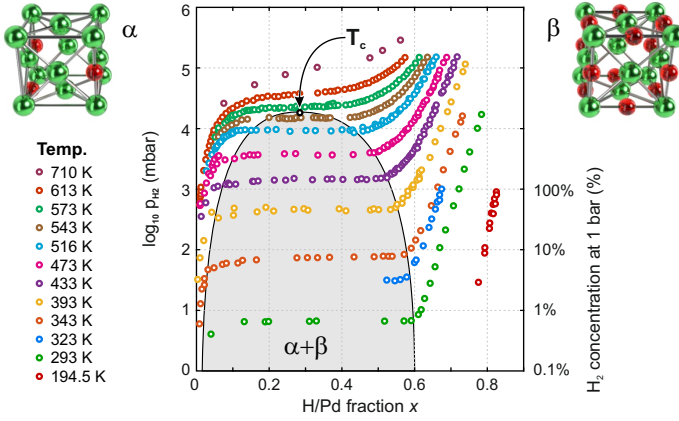 α
β
T_c
Temp.
710 K
613 K
573 K
543 K
516 K
473 K
433 K
393 K
343 K
323 K
293 K
194.5 K
log₁₀ p_H2 (mbar)
6
5
4
3
2
1
0
0
0.2
0.4
0.6
0.8
H/Pd fraction x
α+β
100%
10%
1%
0.1%
H₂ concentration at 1 bar (%)